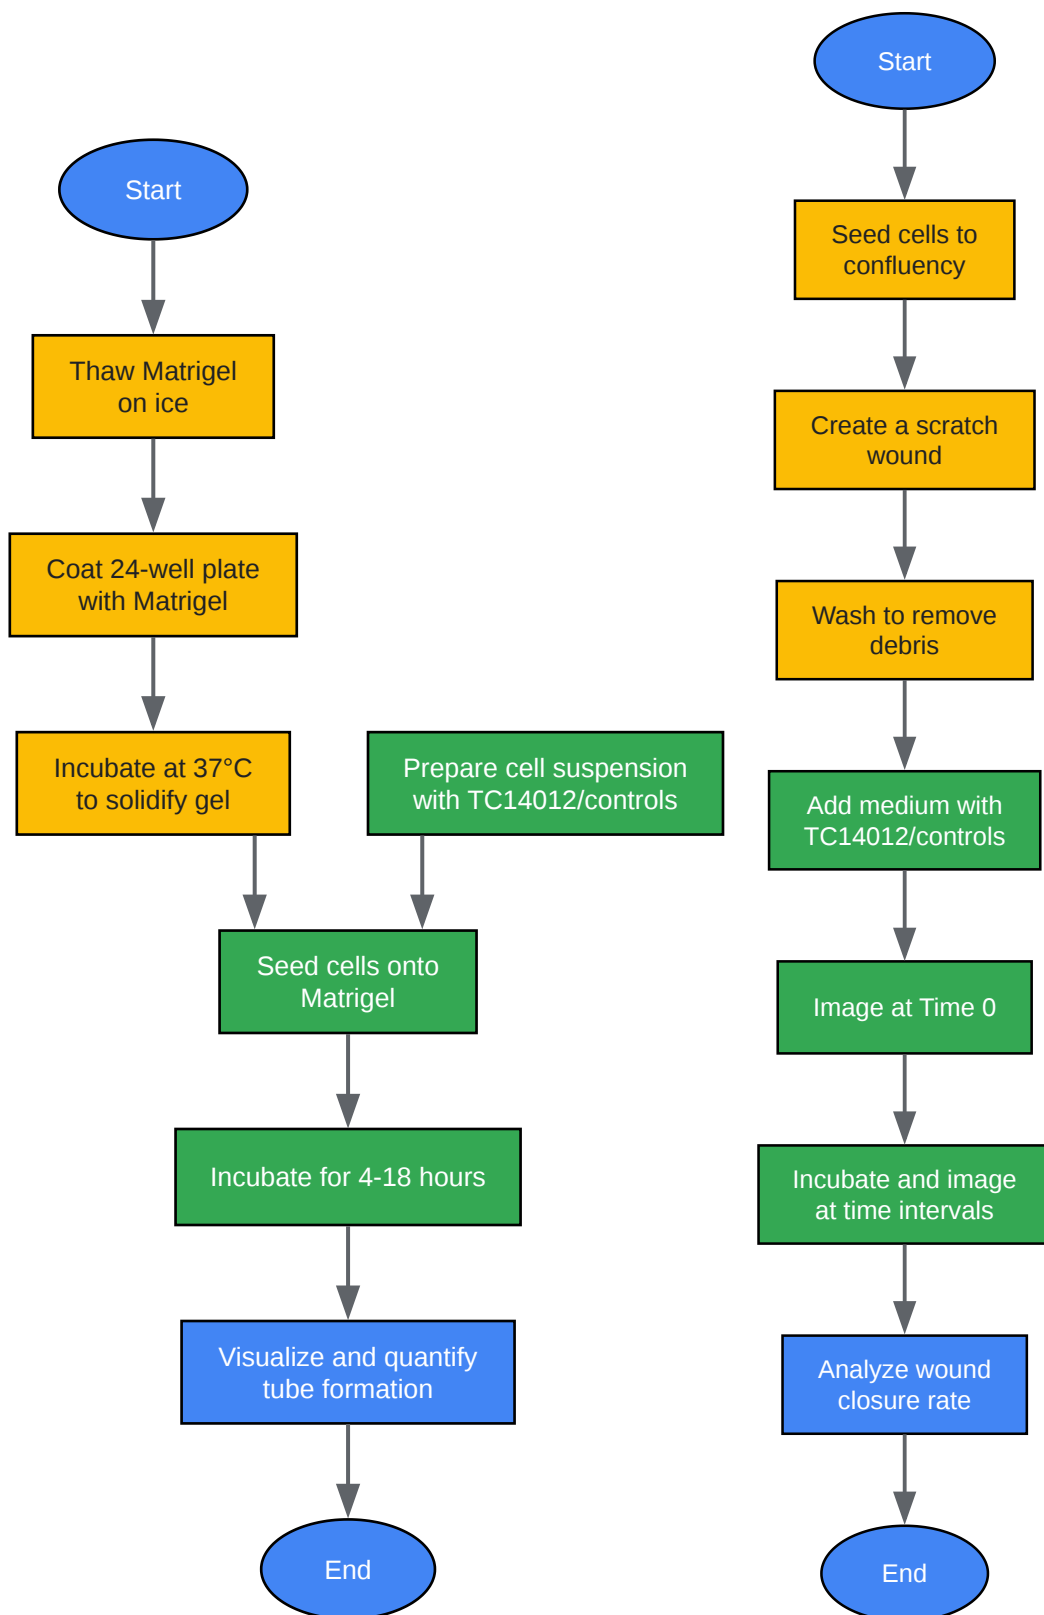 Start
Thaw Matrigel
on ice
Coat 24-well plate
with Matrigel
Incubate at 37°C
to solidify gel
Prepare cell suspension
with TC14012/controls
Seed cells onto
Matrigel
Incubate for 4-18 hours
Visualize and quantify
tube formation
End
Start
Seed cells to
confluency
Create a scratch
wound
Wash to remove
debris
Add medium with
TC14012/controls
Image at Time 0
Incubate and image
at time intervals
Analyze wound
closure rate
End